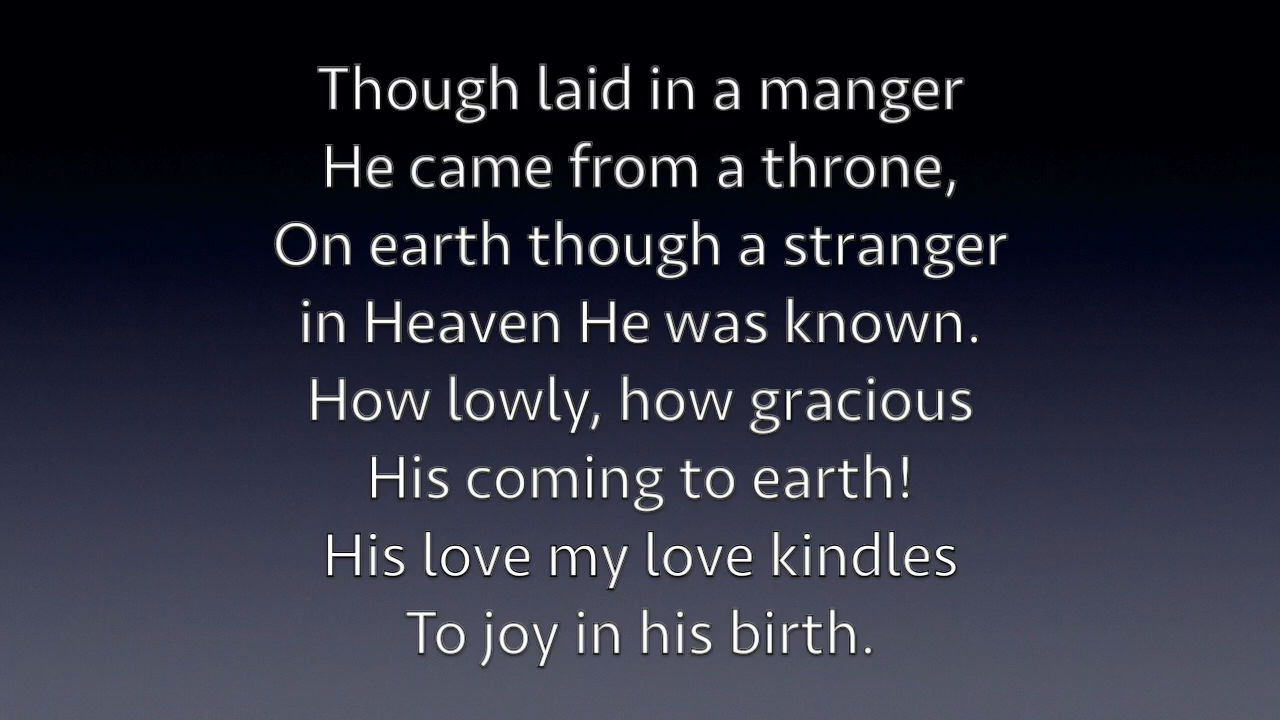 Though laid in a manger
He came from a throne,
On earth though a stranger
in Heaven He was known.
How lowly, how gracious
His coming to earth!
His love my love kindles
To joy in his birth.